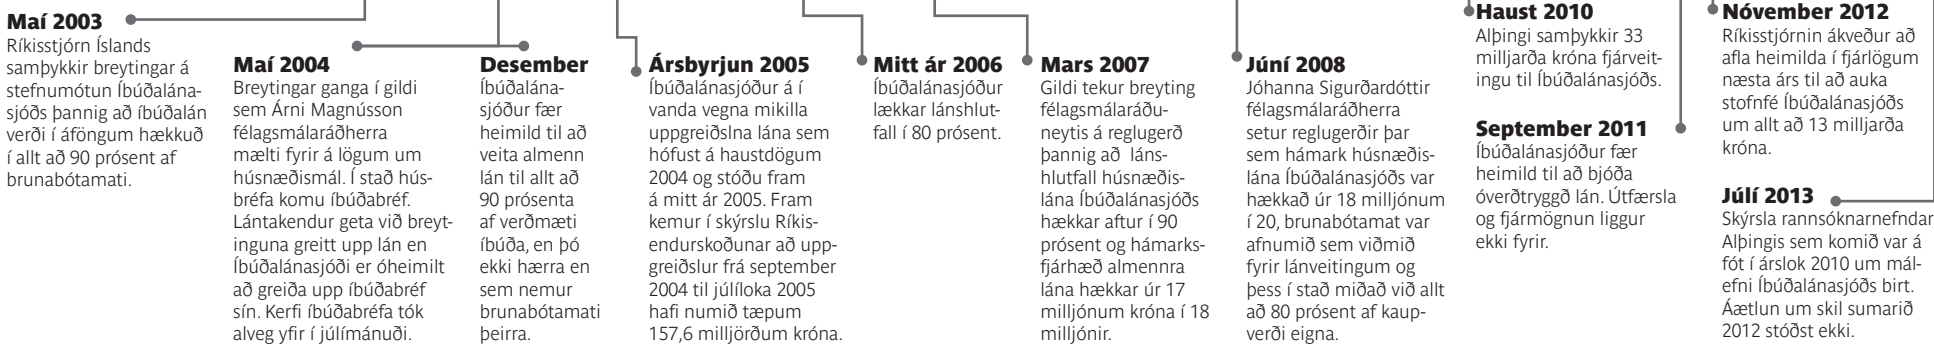 Maí 2003
Ríkisstjórn Íslands
samþykkir breytingar á
stefnumótun Íbúðalána-
sjóðs þannig að íbúðalán
verði í áföngum hækkuð
í allt að 90 prósent af
brunabótamati.
Maí 2004
Breytingar ganga í gildi
sem Árni Magnússon
félagsmálaráðherra
mælti fyrir á lögum um
húsnæðismál. Í stað hús-
bréfa komu íbúðabréf.
Lántakendur geta við breyt-
inguna greitt upp lán en
Íbúðalánasjóði er óheimilt
að greiða upp íbúðabréf
sín. Kerfi íbúðabréfa tók
alveg yfir í júlímánuði.
Desember
Íbúðalána-
sjóður fær
heimild til að
veita almenn
lán til allt að
90 prósenta
af verðmæti
íbúða, en þó
ekki hærra en
sem nemur
brunabótamati
þeirra.
Ársbyrjun 2005
Íbúðalánasjóður á í
vanda vegna mikilla
uppgreiðslna lána sem
hófust á haustdögum
2004 og stóðu fram
á mitt ár 2005. Fram
kemur í skýrslu Ríkis-
endurskoðunar að upp-
greiðslur frá september
2004 til júlíloka 2005
hafi numið tæpum
157,6 milljörðum króna.
Mitt ár 2006
Íbúðalánasjóður
lækkar lánshlut-
fall í 80 prósent.
Mars 2007
Gildi tekur breyting
félagsmálaráðu-
neytis á reglugerð
þannig að láns-
hlutfall húsnæðis-
lána Íbúðalánasjóðs
hækkar aftur í 90
prósent og hámarks-
fjárhæð almennra
lána hækkar úr 17
milljónum króna í 18
milljónir.
Júní 2008
Jóhanna Sigurðardóttir
félagsmálaráðherra
setur reglugerðir þar
sem hámark húsnæðis-
lána Íbúðalánasjóðs var
hækkað úr 18 milljónum
í 20, brunabótamat var
afnumið sem viðmið
fyrir lánveitingum og
þess í stað miðað við allt
að 80 prósent af kaup-
verði eigna.
Haust 2010
Alþingi samþykkir 33
milljarða króna fjárveit-
ingu til Íbúðalánasjóðs.
September 2011
Íbúðalánasjóður fær
heimild til að bjóða
óverðtryggð lán. Útfærsla
og fjármögnun liggur
ekki fyrir.
Nóvember 2012
Ríkisstjórnin ákveður að
afla heimilda í fjárlögum
næsta árs til að auka
stofnfé Íbúðalánasjóðs
um allt að 13 milljarða
króna.
Júlí 2013
Skýrsla rannsóknarnefndar
Alþingis sem komið var á
fót í árslok 2010 um mál-
efni Íbúðalánasjóðs birt.
Áætlun um skil sumarið
2012 stóðst ekki.